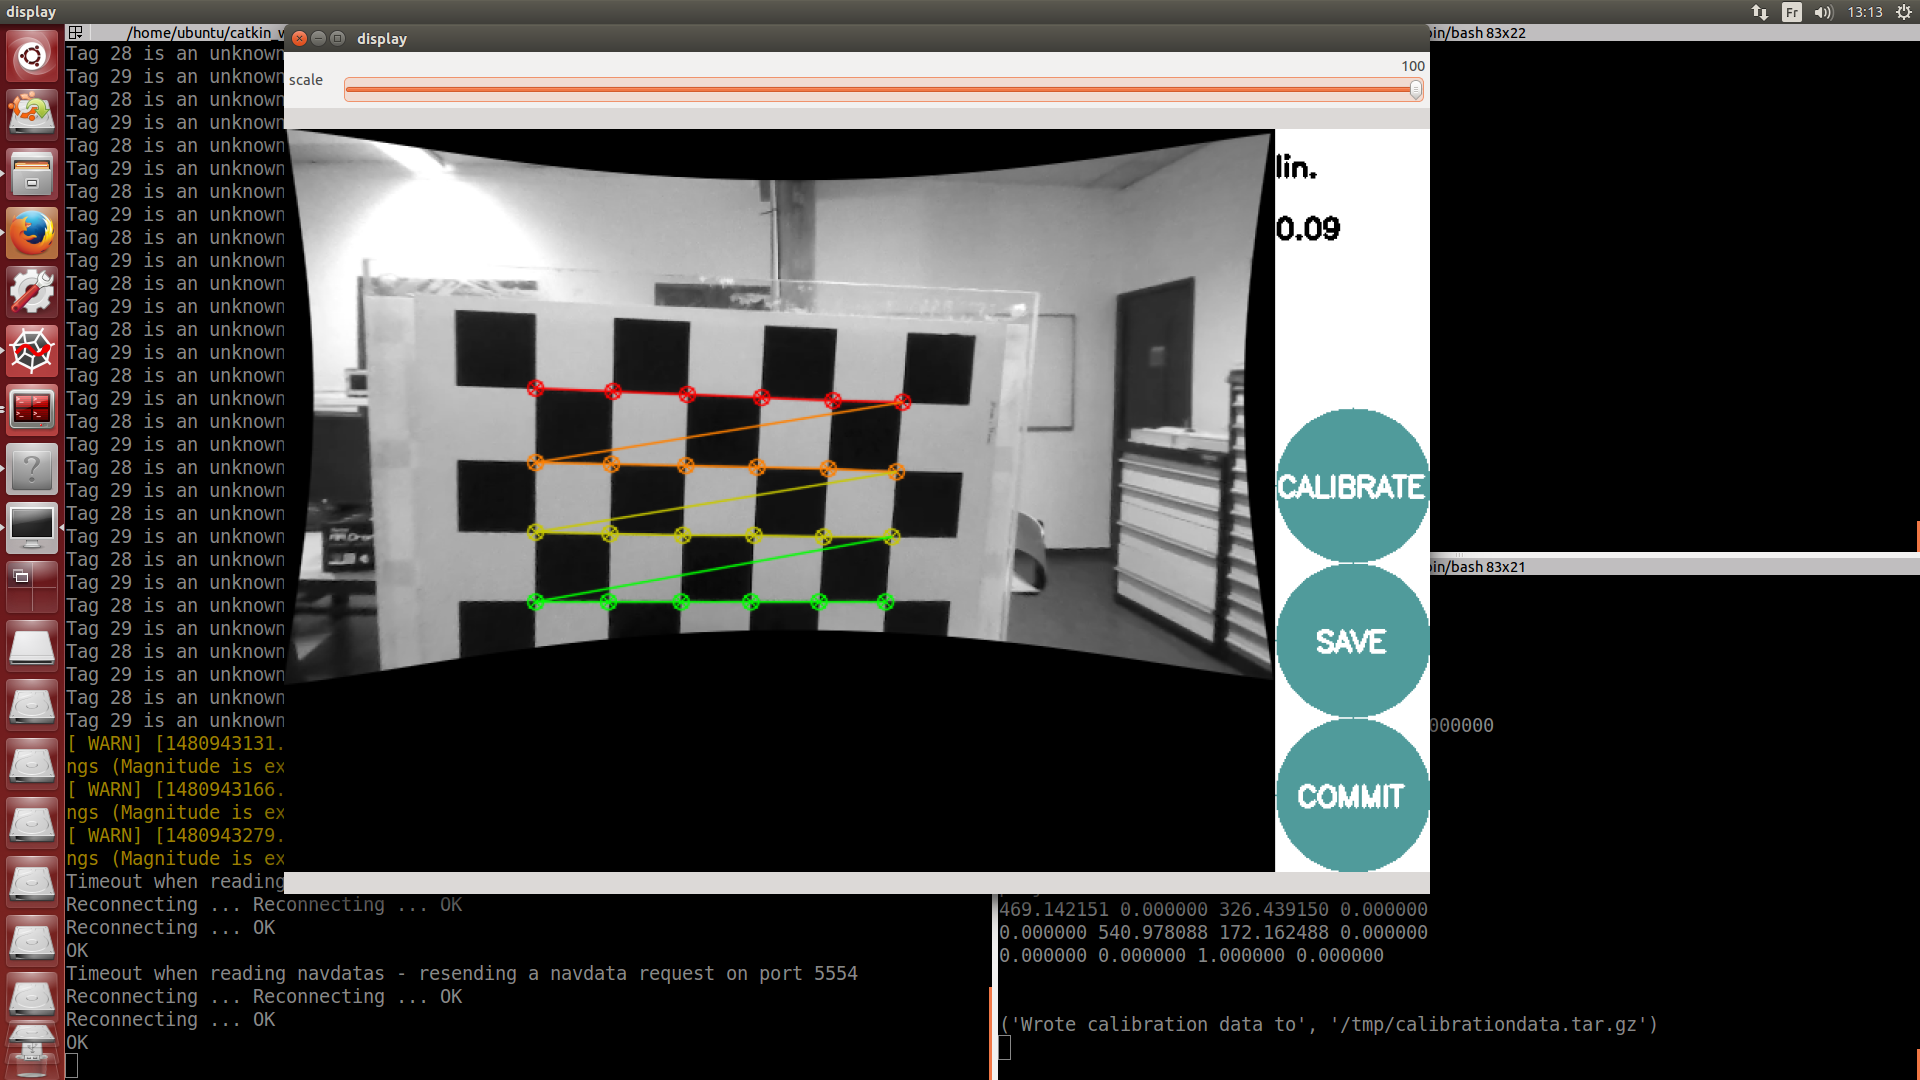 display
Fr
13:13
/home/ubuntu/catkin_w
display
bin/bash 83x22
scale
100
Tag 28 is an unknown
Tag 29 is an unknown
Tag 28 is an unknown
Tag 29 is an unknown
Tag 28 is an unknown
Tag 29 is an unknown
Tag 28 is an unknown
Tag 29 is an unknown
Tag 28 is an unknown
Tag 29 is an unknown
Tag 28 is an unknown
Tag 29 is an unknown
Tag 28 is an unknown
Tag 29 is an unknown
Tag 28 is an unknown
Tag 29 is an unknown
Tag 28 is an unknown
Tag 29 is an unknown
Tag 28 is an unknown
Tag 29 is an unknown
Tag 28 is an unknown
Tag 29 is an unknown
Tag 28 is an unknown
Tag 29 is an unknown
Tag 28 is an unknown
Tag 29 is an unknown
Tag 28 is an unknown
Tag 29 is an unknown
Tag 28 is an unknown
Tag 29 is an unknown
[ WARN] [1480943131.
ngs (Magnitude is ex
[ WARN] [1480943166.
ngs (Magnitude is ex
[ WARN] [1480943279.
ngs (Magnitude is ex
Timeout when reading
Reconnecting ... Reconnecting ... OK
Reconnecting ... OK
OK
Timeout when reading navdatas - resending a navdata request on port 5554
Reconnecting ... Reconnecting ... OK
Reconnecting ... OK
OK
lin.
0.09
CALIBRATE
SAVE
COMMIT
bin/bash 83x21
000000
469.142151 0.000000 326.439150 0.000000
0.000000 540.978088 172.162488 0.000000
0.000000 0.000000 1.000000 0.000000
('Wrote calibration data to', '/tmp/calibrationdata.tar.gz')